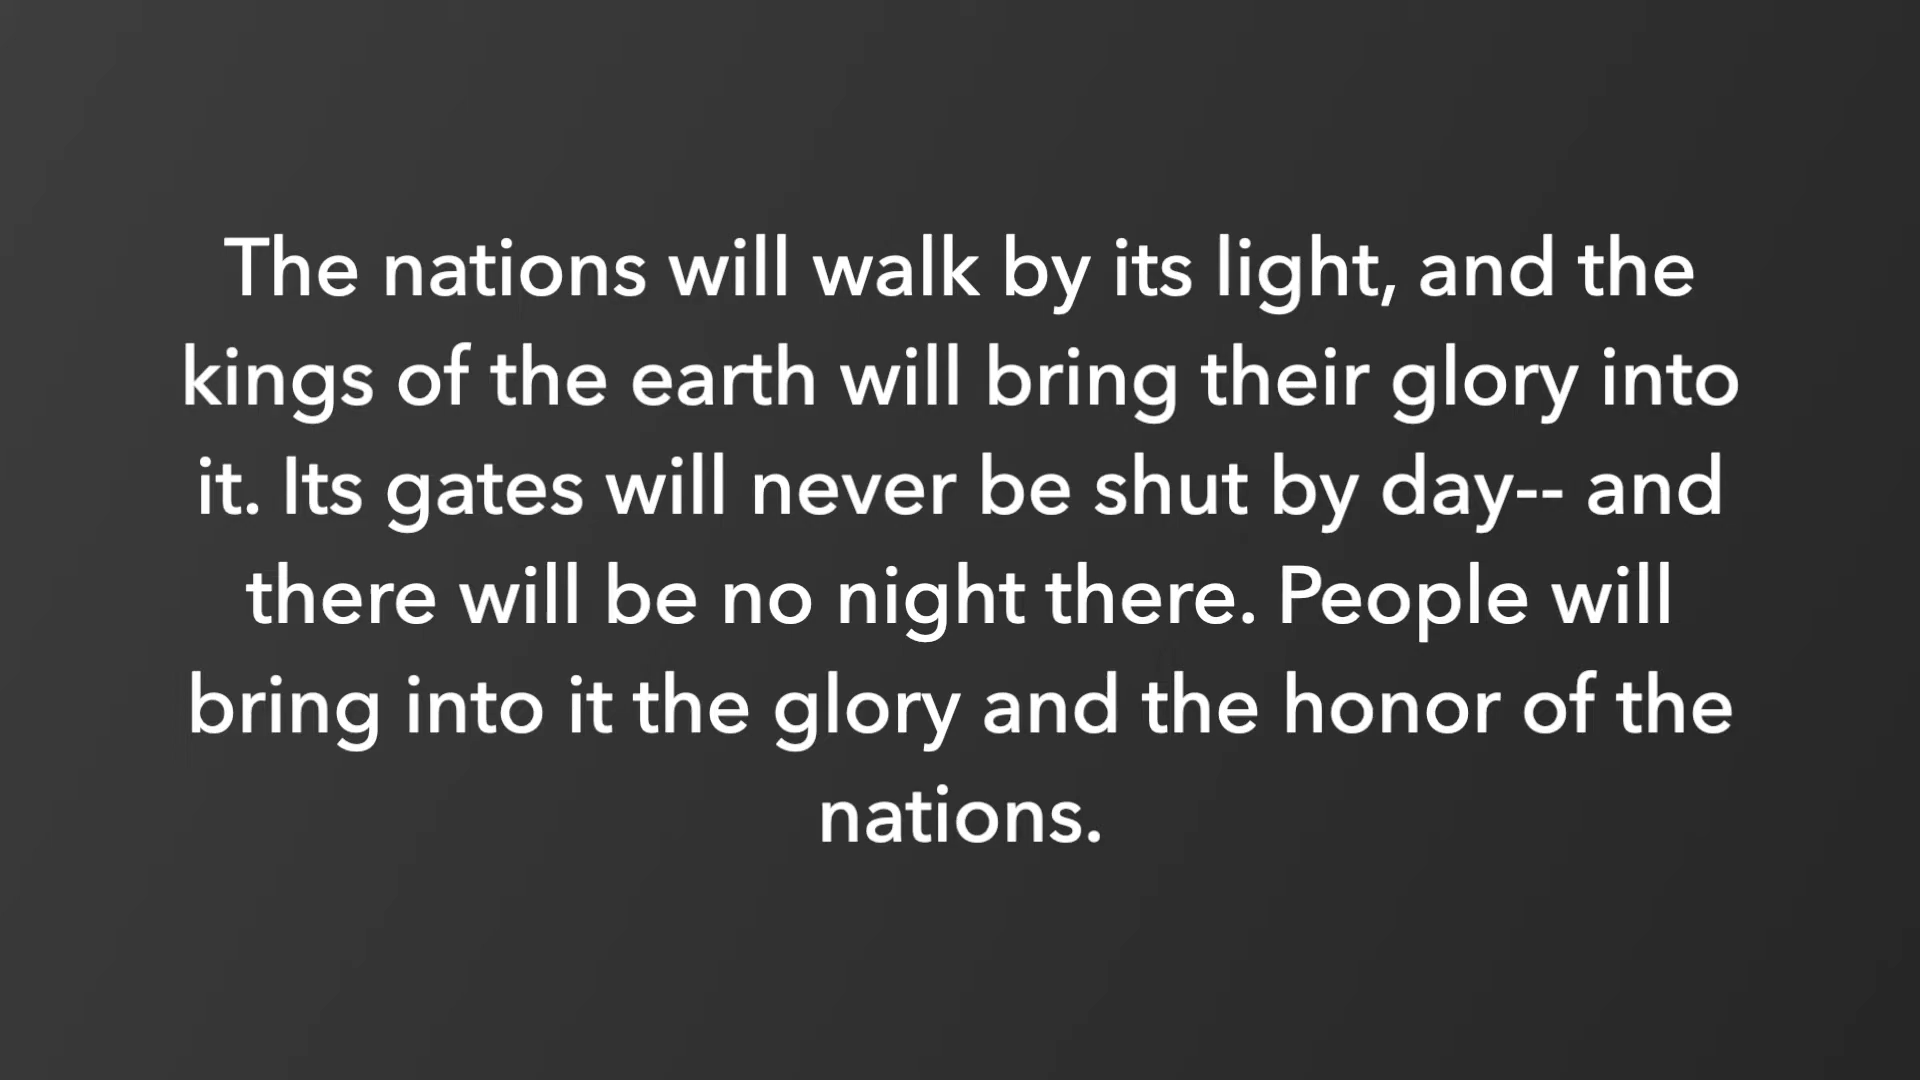 The nations will walk by its light, and the
kings of the earth will bring their glory into
it. Its gates will never be shut by day-- and
there will be no night there. People will
bring into it the glory and the honor of the
nations.